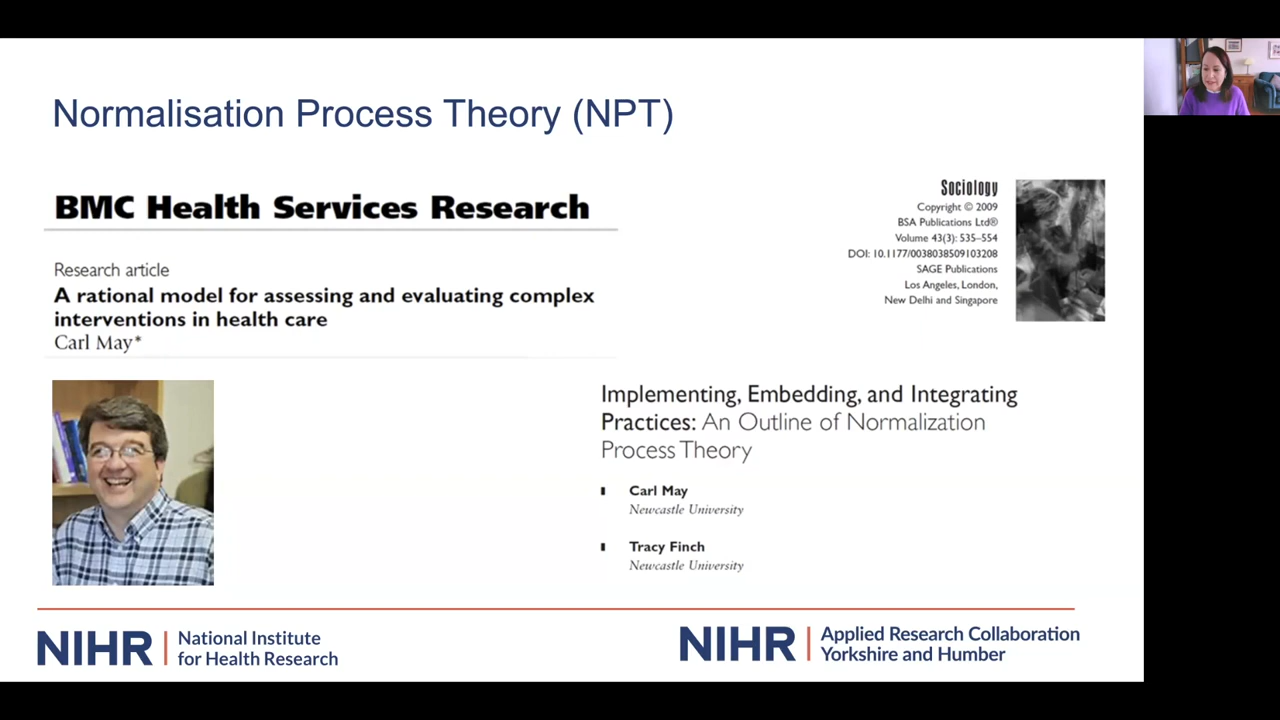 Normalisation Process Theory (NPT)
BMC Health Services Research
Research article
A rational model for assessing and evaluating complex
interventions in health care
Carl May*
Sociology
Copyright © 2009
BSA Publications Ltd®
Volume 43(3): 535–554
DOI: 10.1177/0038038509103208
SAGE Publications
Los Angeles, London,
New Delhi and Singapore
Implementing, Embedding, and Integrating
Practices: An Outline of Normalization
Process Theory
Carl May
Newcastle University
Tracy Finch
Newcastle University
NIHR | National Institute
for Health Research
NIHR | Applied Research Collaboration
Yorkshire and Humber